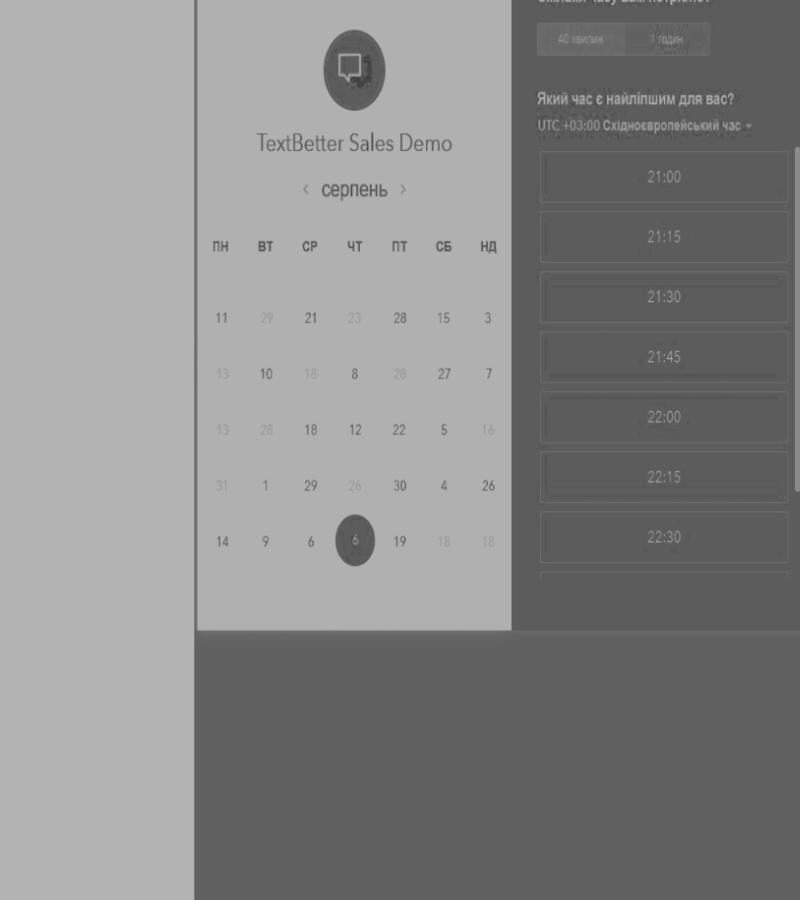 TextBetter Sales Demo
серпень
ПН ВТ СР ЧТ ПТ СБ НД
11 29 21 23 28 15 3
13 10 18 8 28 27 7
13 28 18 12 22 5 16
31 1 29 26 30 4 26
14 9 6 6 19 18 18
40 хвилин 1 годин
Який час є найліпшим для вас?
UTC +03:00 Східноєвропейський час
21:00
21:15
21:30
21:45
22:00
22:15
22:30